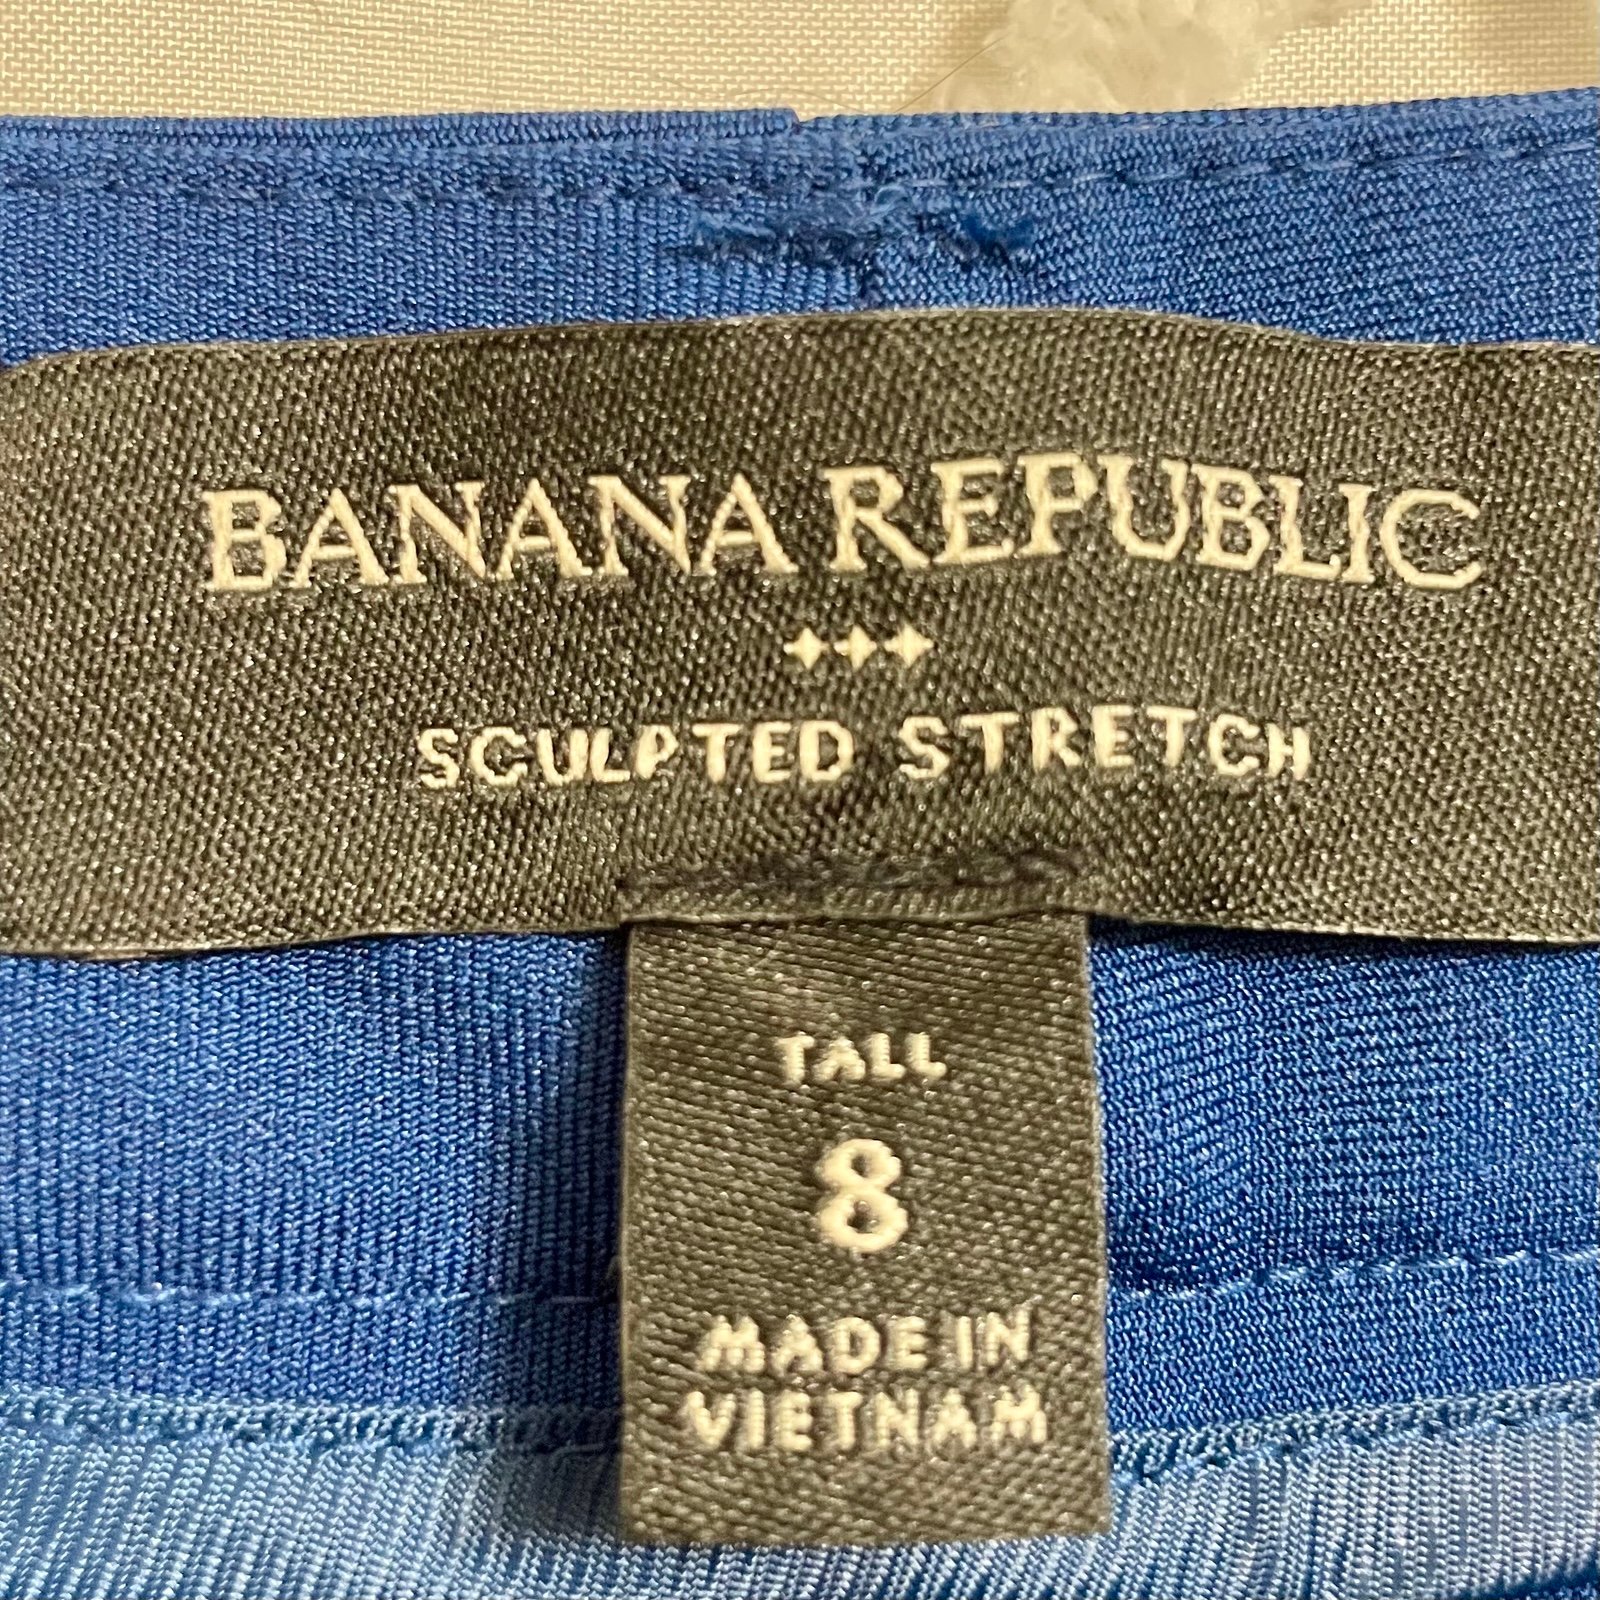 BANANA REPUBLIC
SCULPTED STRETCH
TALL
8
MADE IN
VIETNAM